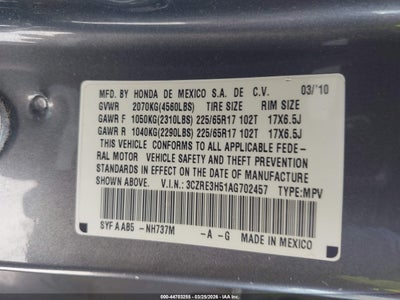 MFD. BY HONDA DE MEXICO S.A. DE C.V. 03/'10
GVWR 2070KG(4560LBS) TIRE SIZE RIM SIZE
GAWR F 1050KG(2310LBS) 225/65R17 102T 17X6.5J
GAWR R 1040KG(2290LBS) 225/65R17 102T 17X6.5J
THIS VEHICLE CONFORMS TO ALL APPLICABLE FEDE-
RAL MOTOR VEHICLE SAFETY AND THEFT PREVENTION
STANDARDS IN EFFECT ON THE DATE OF MANUFACTURE
SHOWN ABOVE.
V.I.N.: 3CZRE3H51AG702457 TYPE:MPV
SYF AAB5 -NH737M -A -G MADE IN MEXICO
000-44703255 - 03/25/2026 - IAAI.COM